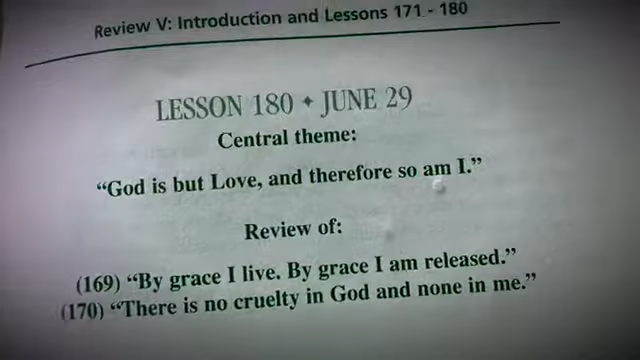 Review V: Introduction and Lessons 171 - 180
LESSON 180 ✦ JUNE 29
Central theme:
“God is but Love, and therefore so am I.”
Review of:
(169) “By grace I live. By grace I am released.”
(170) “There is no cruelty in God and none in me.”